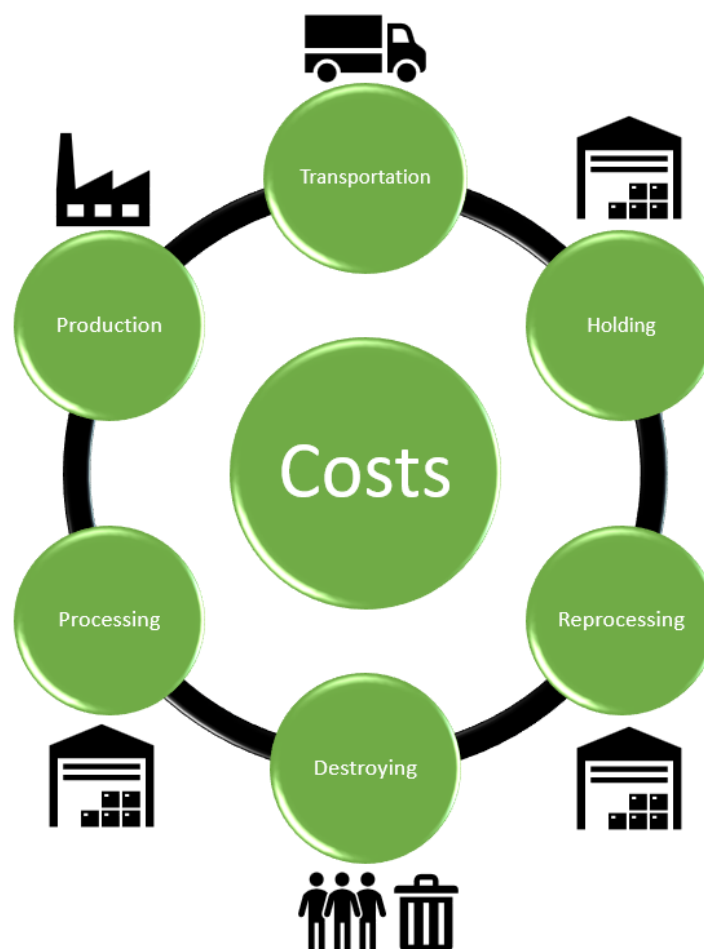 Transportation
Production
Holding
Costs
Processing
Reprocessing
Destroying